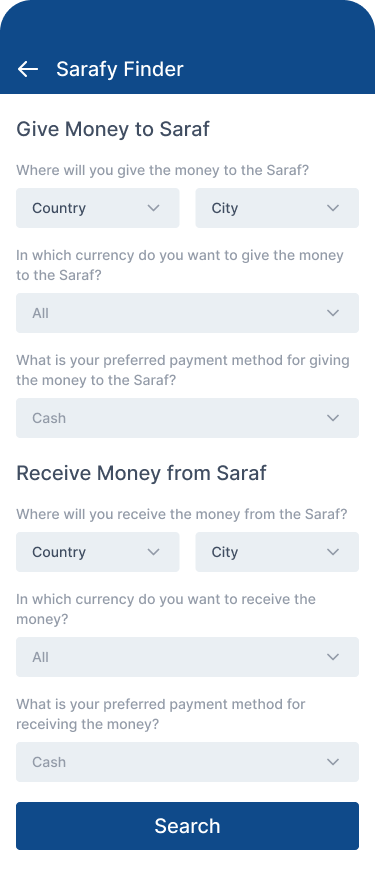 Sarafy Finder
Give Money to Saraf
Where will you give the money to the Saraf?
Country
City
In which currency do you want to give the money
to the Saraf?
All
What is your preferred payment method for giving
the money to the Saraf?
Cash
Receive Money from Saraf
Where will you receive the money from the Saraf?
Country
City
In which currency do you want to receive the
money?
All
What is your preferred payment method for
receiving the money?
Cash
Search